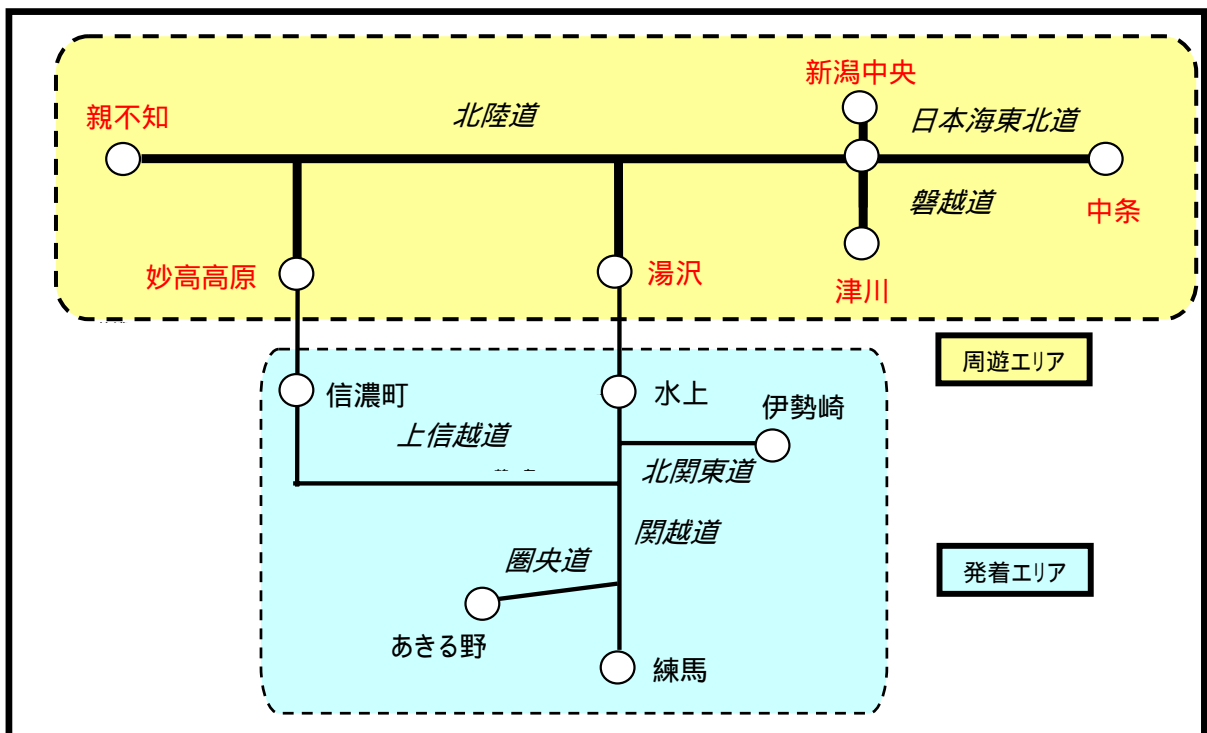 新潟中央
親不知
北陸道
日本海東北道
磐越道
中条
妙高高原
湯沢
津川
周遊エリア
信濃町
水上
伊勢崎
上信越道
北関東道
関越道
圏央道
発着エリア
あきる野
練馬